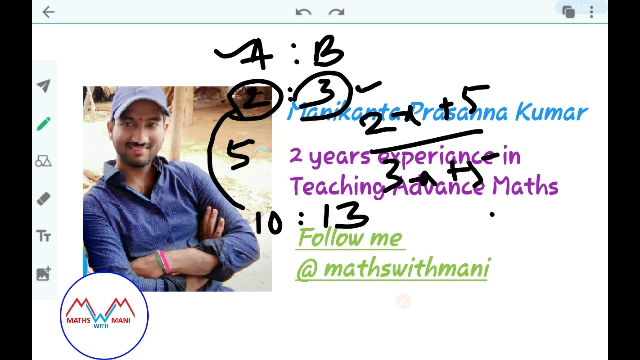 A : B
2 : 3
Manikanta Prasanna Kumar
2x + 5
5
2 years experiance in
3x + 5
Teaching Advance Maths
10 : 13
Follow me
@ mathswithmani
MATHS WITH MANI
Tт